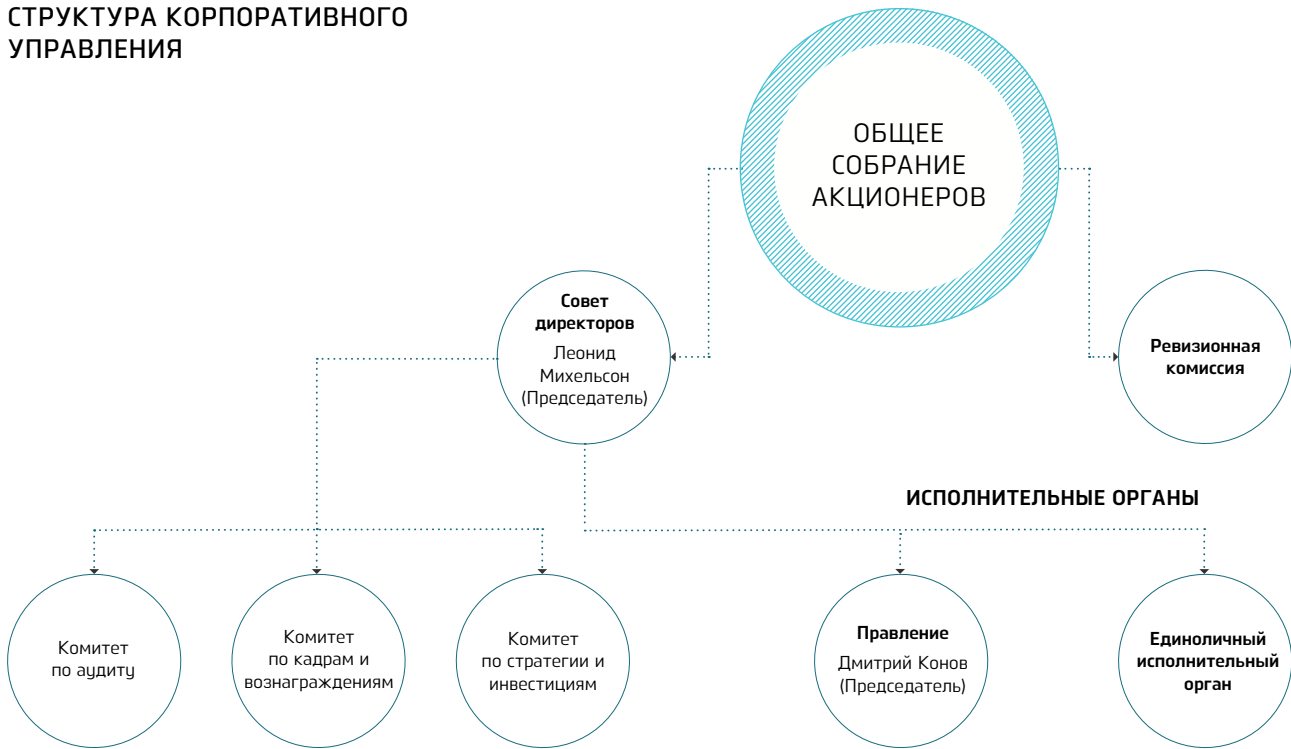 СТРУКТУРА КОРПОРАТИВНОГО
УПРАВЛЕНИЯ
ОБЩЕЕ
СОБРАНИЕ
АКЦИОНЕРОВ
Совет
директоров
Леонид
Михельсон
(Председатель)
Ревизионная
комиссия
ИСПОЛНИТЕЛЬНЫЕ ОРГАНЫ
Комитет
по аудиту
Комитет
по кадрам и
вознаграждениям
Комитет
по стратегии и
инвестициям
Правление
Дмитрий Конов
(Председатель)
Единоличный
исполнительный
орган